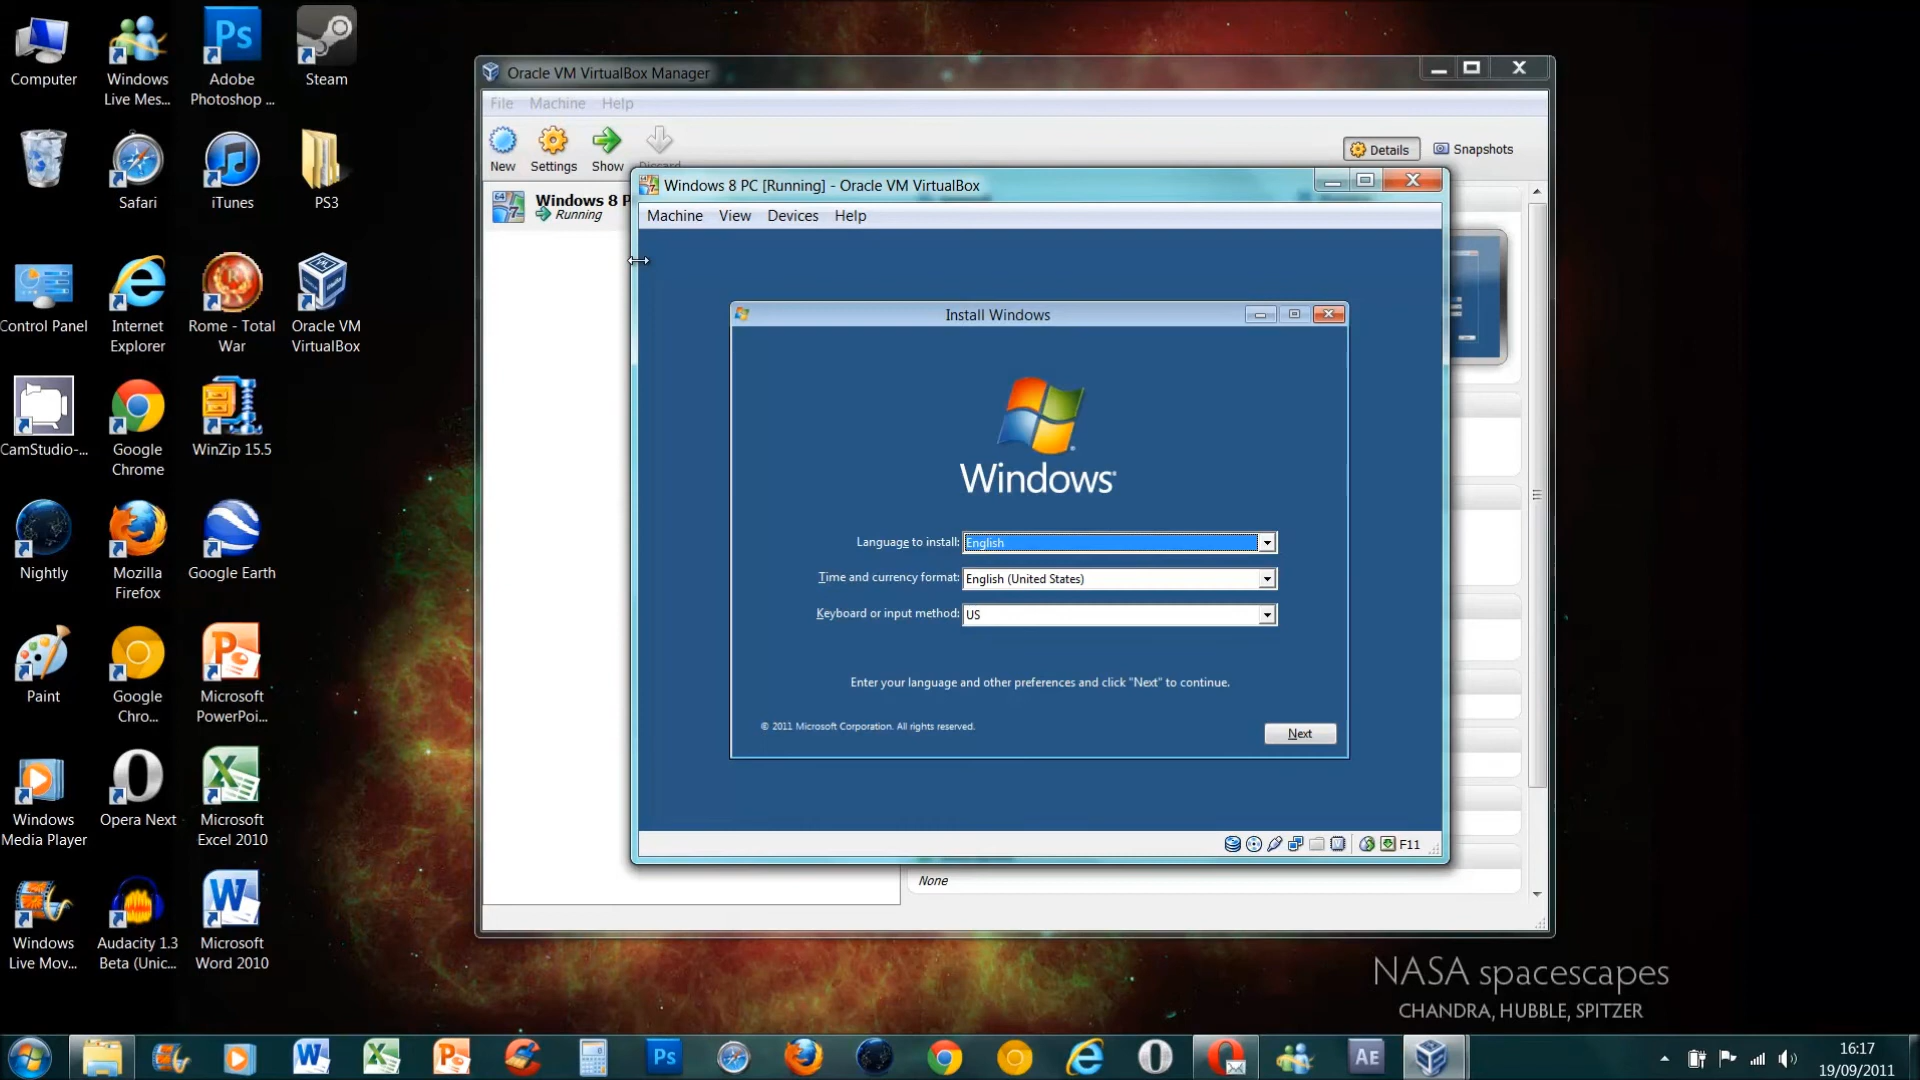 Computer
Windows
Live Mes...
Adobe
Photoshop ...
Steam
Safari
iTunes
PS3
Control Panel
Internet
Explorer
Rome - Total
War
Oracle VM
VirtualBox
CamStudio-...
Google
Chrome
WinZip 15.5
Nightly
Mozilla
Firefox
Google Earth
Paint
Google
Chro...
Microsoft
PowerPoi...
Windows
Media Player
Opera Next
Microsoft
Excel 2010
Windows
Live Mov...
Audacity 1.3
Beta (Unic...
Microsoft
Word 2010
Oracle VM VirtualBox Manager
File Machine Help
New Settings Show Discard
Details Snapshots
Windows 8 P
Running
None
Windows 8 PC [Running] - Oracle VM VirtualBox
Machine View Devices Help
Install Windows
Windows
Language to install: English
Time and currency format: English (United States)
Keyboard or input method: US
Enter your language and other preferences and click "Next" to continue.
© 2011 Microsoft Corporation. All rights reserved.
Next
F11
NASA spacescapes
CHANDRA, HUBBLE, SPITZER
Ps
AE
16:17
19/09/2011